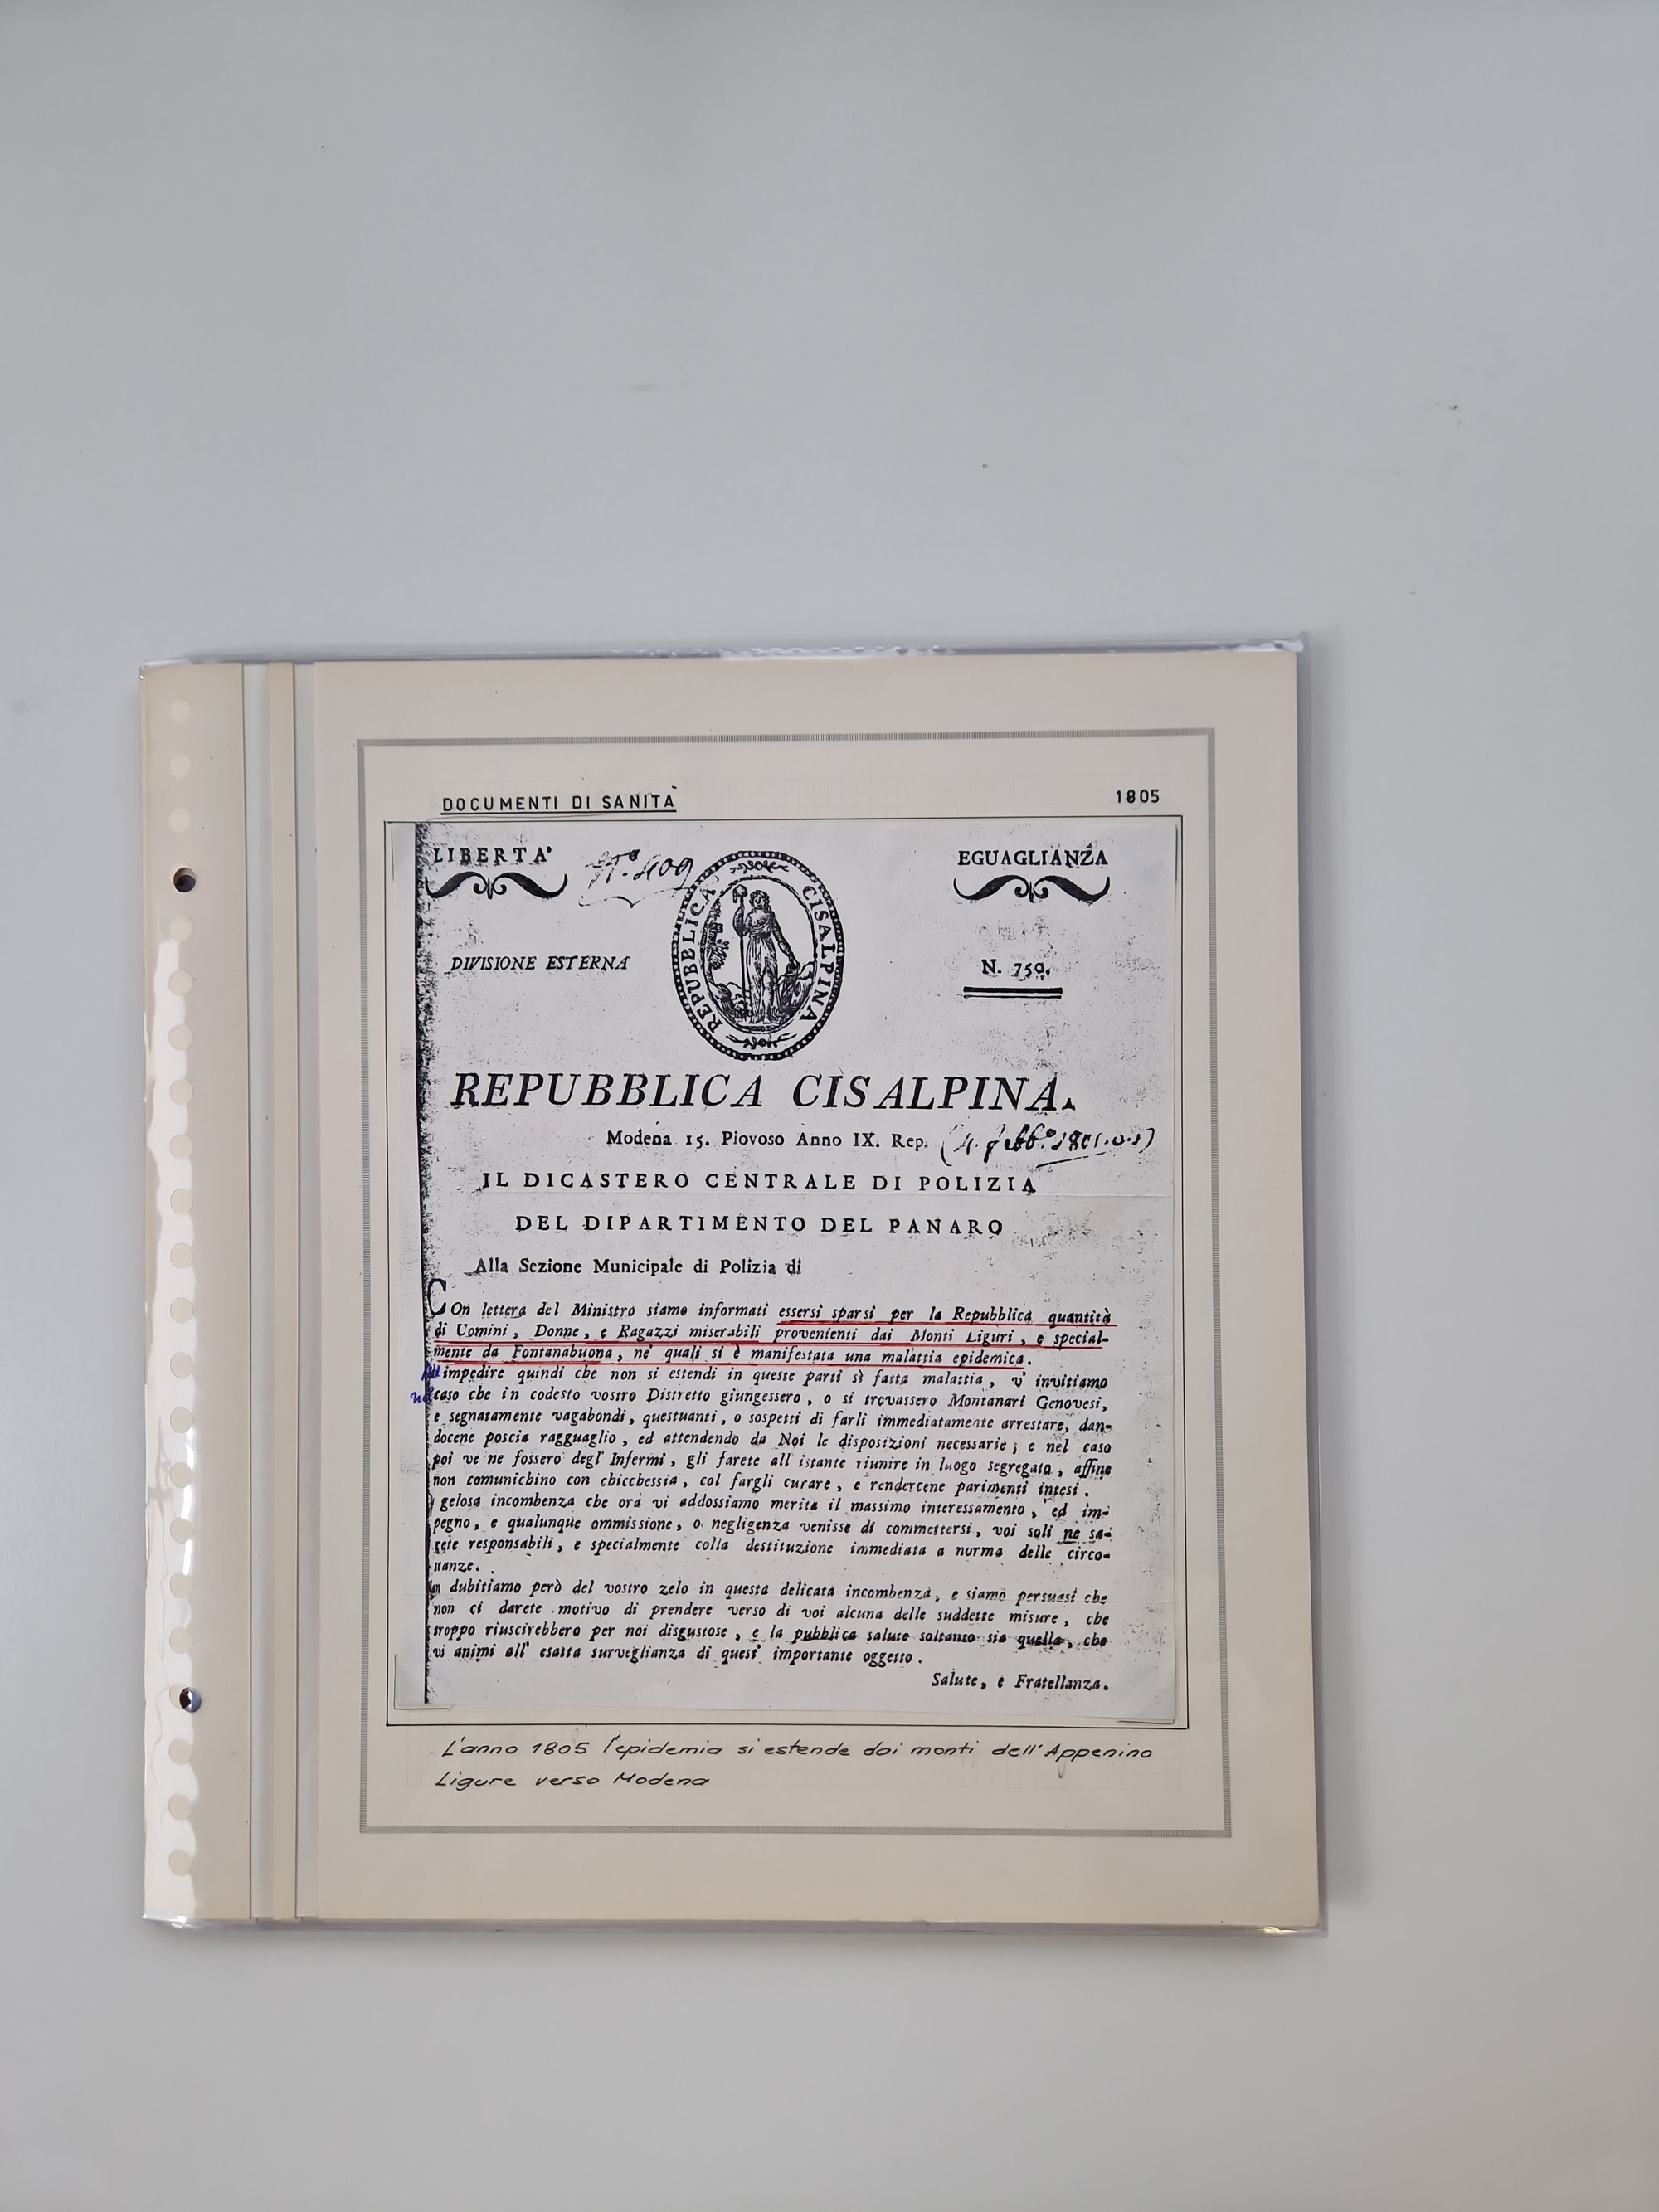 DOCUMENTI DI SANITÀ 1805
LIBERTA' N.º 409 EGUAGLIANZA
REPUBBLICA CISALPINA
DIVISIONE ESTERNA N. 750.
REPUBBLICA CISALPINA.
Modena 15. Piovoso Anno IX. Rep. (4. febb.º 1801. v. s.)
IL DICASTERO CENTRALE DI POLIZIA
DEL DIPARTIMENTO DEL PANARO
Alla Sezione Municipale di Polizia di
COn lettera del Ministro siamo informati essersi sparsi per la Repubblica quantità
di Uomini, Donne, e Ragazzi miserabili provenienti dai Monti Liguri, e special-
mente da Fontanabuona, ne' quali si è manifestata una malattia epidemica.
impedire quindi che non si estendi in queste parti sì fatta malattia, v' invitiamo
nel caso che in codesto vostro Distretto giungessero, o si trovassero Montanari Genovesi,
e segnatamente vagabondi, questuanti, o sospetti di farli immediatamente arrestare, dan-
docene poscia ragguaglio, ed attendendo da Noi le disposizioni necessarie; e nel caso
poi ve ne fossero degl' Infermi, gli farete all' istante riunire in luogo segregato, affine
non comunichino con chicchessia, col fargli curare, e rendercene parimenti intesi.
gelosa incombenza che ora vi addossiamo merita il massimo interessamento, ed im-
pegno, e qualunque ommissione, o negligenza venisse di commettersi, voi soli ne sa-
rete responsabili, e specialmente colla destituzione immediata a norma delle circo-
stanze.
dubitiamo però del vostro zelo in questa delicata incombenza, e siamo persuasi che
non ci darete motivo di prendere verso di voi alcuna delle suddette misure, che
troppo riuscirebbero per noi disgustose, e la pubblica salute soltanto sia quella, che
vi animi all' esatta surveglianza di quest' importante oggetto.
Salute, e Fratellanza.
L'anno 1805 l'epidemia si estende dai monti dell'Appenino
Ligure verso Modena